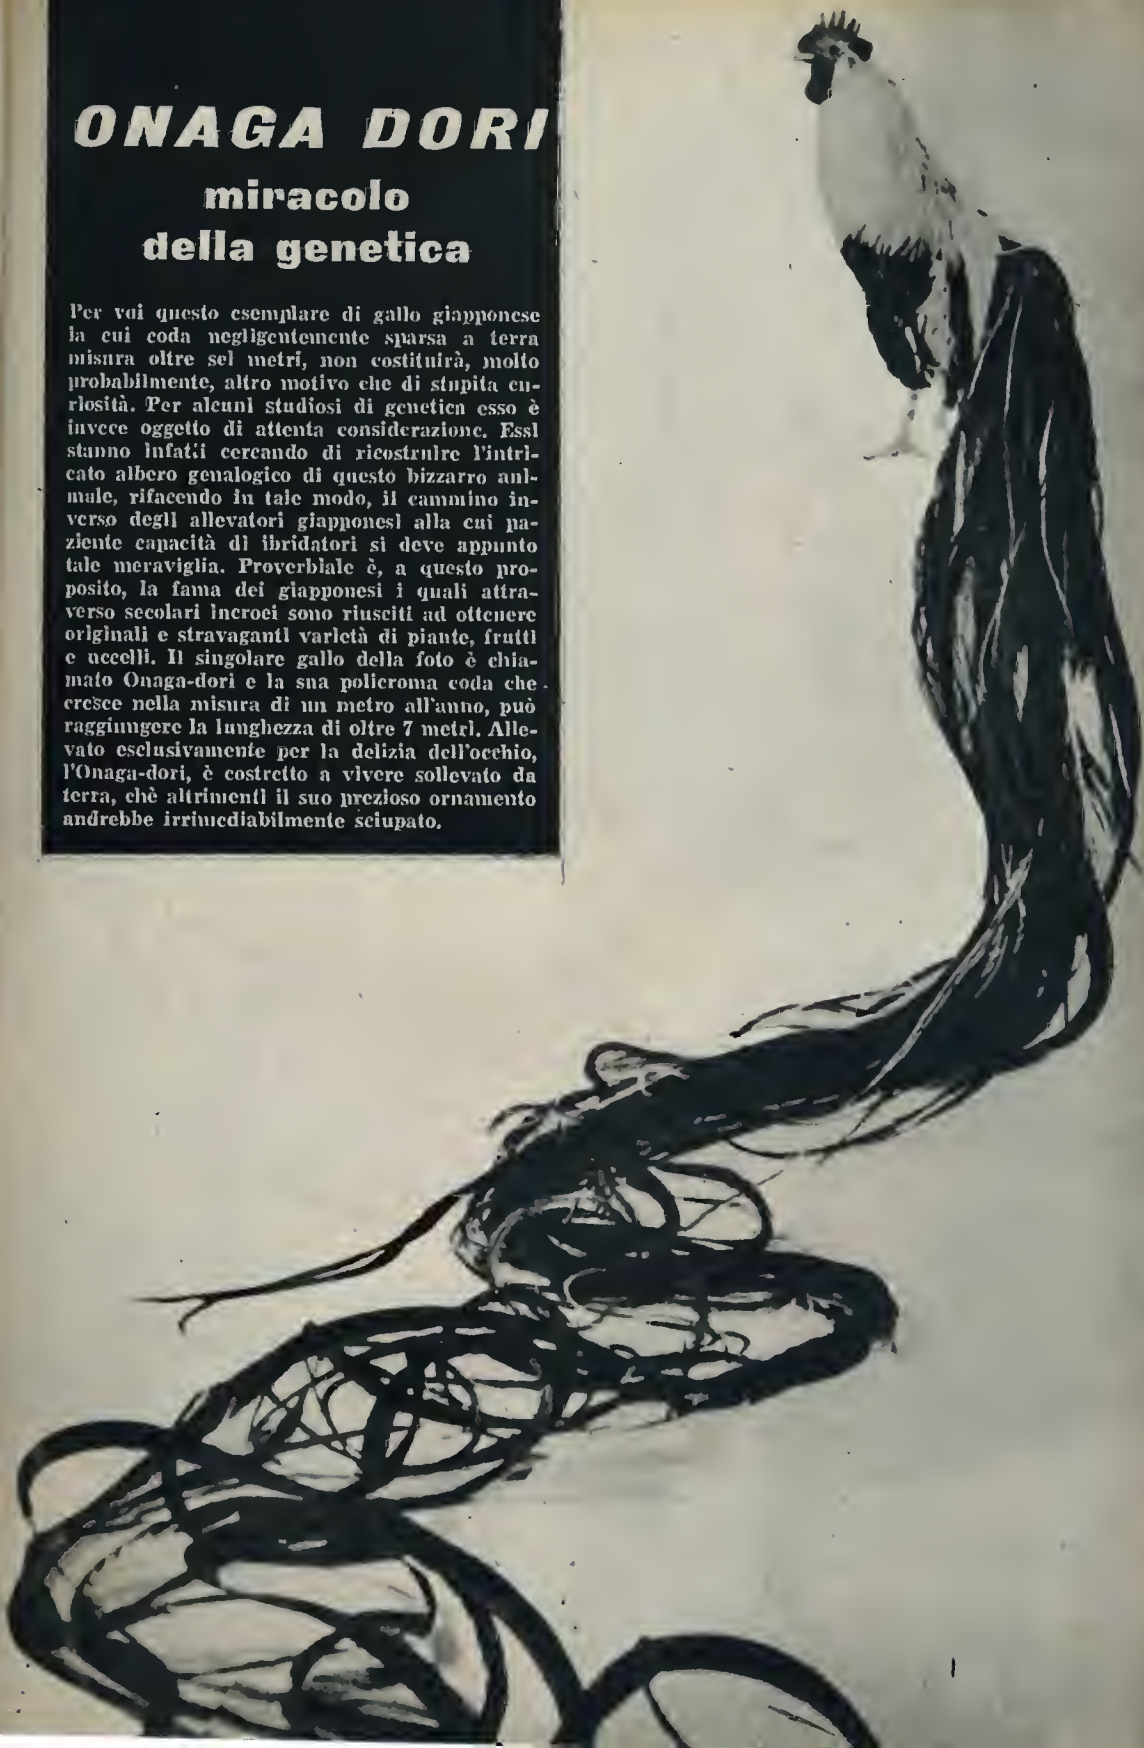 ONAGA DORI
miracolo
della genetica
Per voi questo esemplare di gallo giapponese
la cui coda negligentemente sparsa a terra
misura oltre sei metri, non costituirà, molto
probabilmente, altro motivo che di stupita cu-
riosità. Per alcuni studiosi di genetica esso è
invece oggetto di attenta considerazione. Essi
stanno infatti cercando di ricostruire l'intri-
cato albero genalogico di questo bizzarro ani-
male, rifacendo in tale modo, il cammino in-
verso degli allevatori giapponesi alla cui pa-
ziente capacità di ibridatori si deve appunto
tale meraviglia. Proverbiale è, a questo pro-
posito, la fama dei giapponesi i quali attra-
verso secolari incroci sono riusciti ad ottenere
originali e stravaganti varietà di piante, frutti
e uccelli. Il singolare gallo della foto è chia-
mato Onaga-dori e la sua policroma coda che
cresce nella misura di un metro all'anno, può
raggiungere la lunghezza di oltre 7 metri. Alle-
vato esclusivamente per la delizia dell'occhio,
l'Onaga-dori, è costretto a vivere sollevato da
terra, chè altrimenti il suo prezioso ornamento
andrebbe irrimediabilmente sciupato.